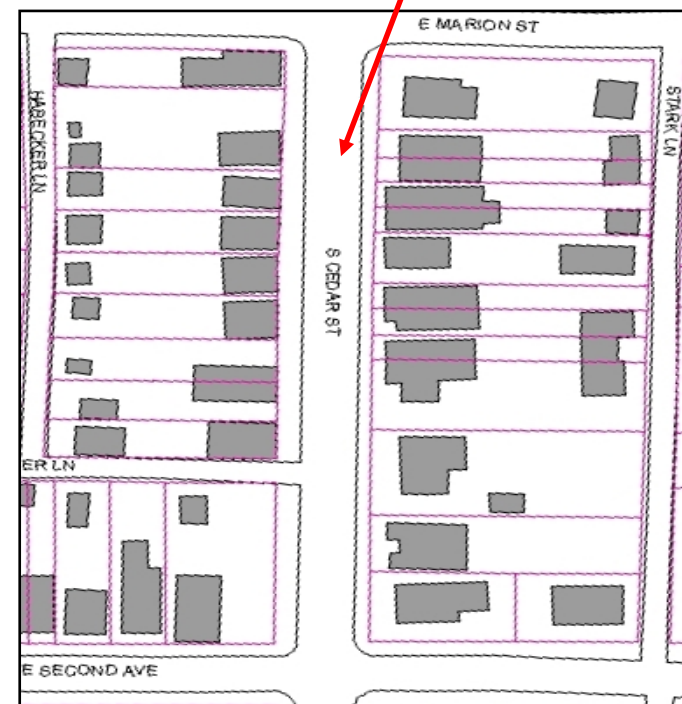 E MARION ST
HABECKER LN
STARK LN
S CEDAR ST
ER LN
E SECOND AVE